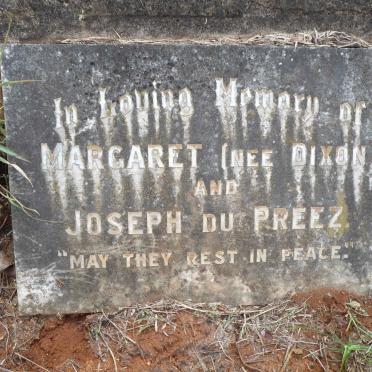 In Loving Memory of
MARGARET (NEE DIXON
AND
JOSEPH DU PREEZ
"MAY THEY REST IN PEACE."